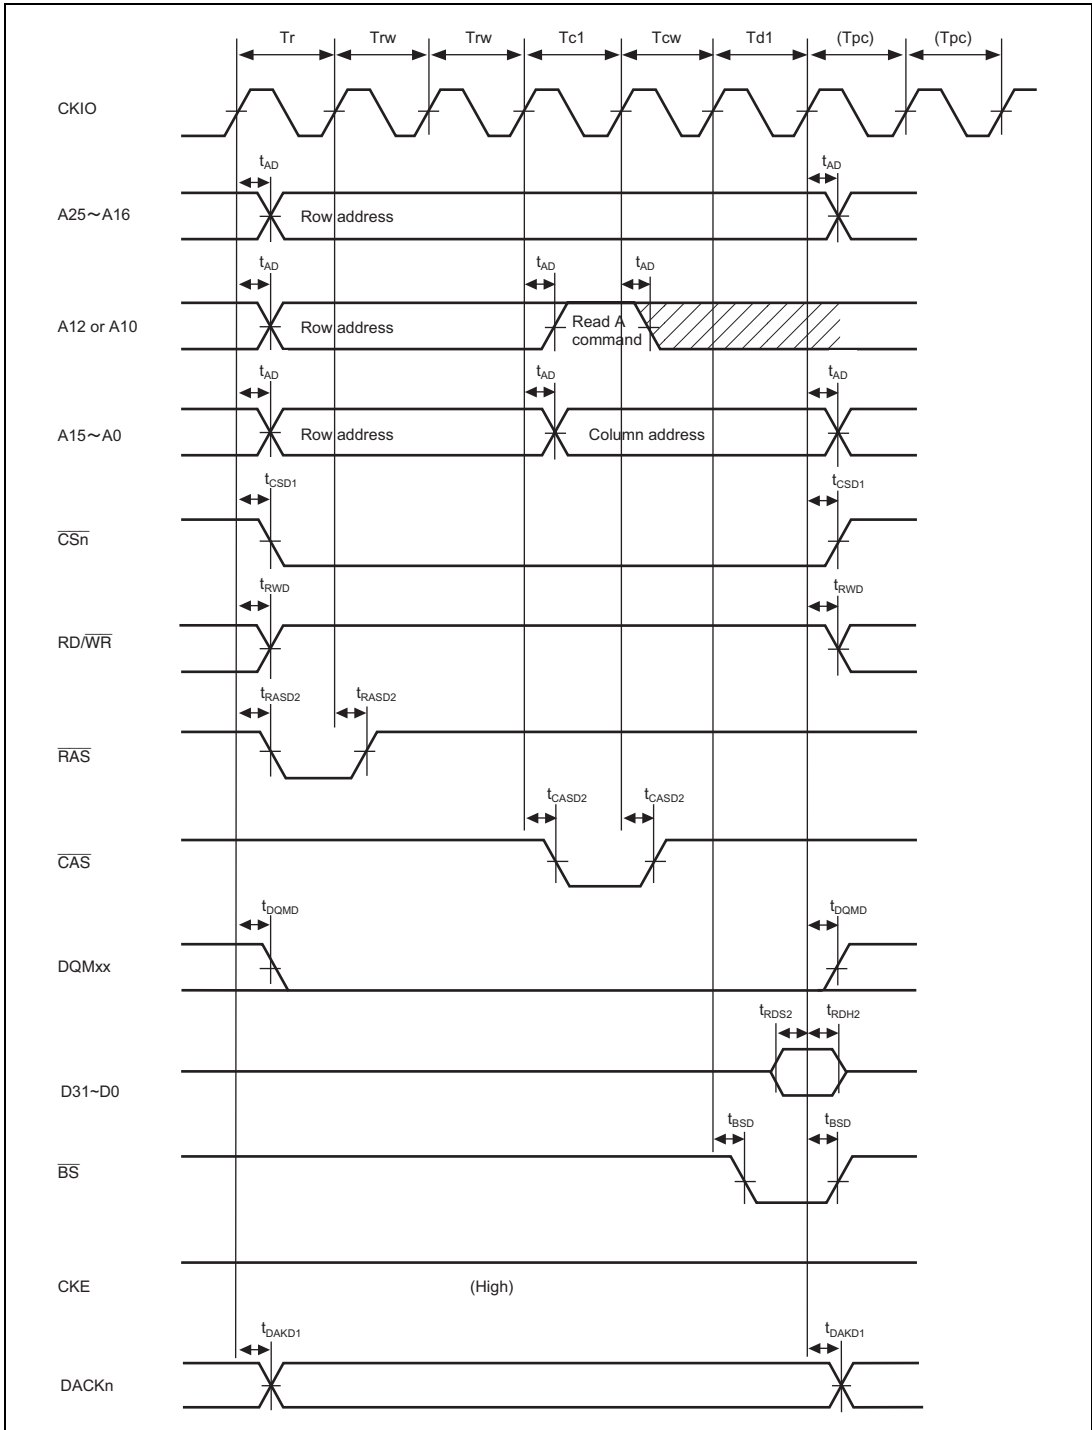 Tr Trw Trw Tc1 Tcw Td1 (Tpc) (Tpc)
CKIO
tAD tAD
A25～A16 Row address
tAD tAD tAD
A12 or A10 Row address Read A command
tAD tAD tAD
A15～A0 Row address Column address
tCSD1 tCSD1
CSn
tRWD tRWD
RD/WR
tRASD2 tRASD2
RAS
tCASD2 tCASD2
CAS
tDQMD tDQMD
DQMxx
tRDS2 tRDH2
D31~D0
tBSD tBSD
BS
CKE (High)
tDAKD1 tDAKD1
DACKn